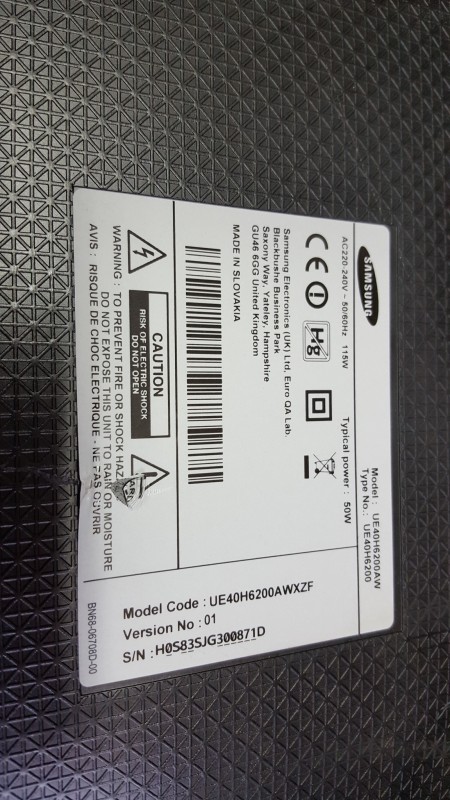 SAMSUNG
Model : UE40H6200AW
Type No.: UE40H6200
AC220-240V ~ 50/60Hz 115W
Typical power : 50W
CE
Hg
Samsung Electronics (UK) Ltd, Euro QA Lab.
Blackbushe Business Park
Saxony Way, Yateley, Hampshire
GU46 6GG United Kingdom
MADE IN SLOVAKIA
CAUTION
RISK OF ELECTRIC SHOCK
DO NOT OPEN
WARNING : TO PREVENT FIRE OR SHOCK HAZ
DO NOT EXPOSE THIS UNIT TO RAIN OR MOISTURE
AVIS : RISQUE DE CHOC ELECTRIQUE - NE PAS OUVRIR
Model Code : UE40H6200AWXZF
Version No : 01
S/N : H0S83SJG300871D
BN68-06708D-00